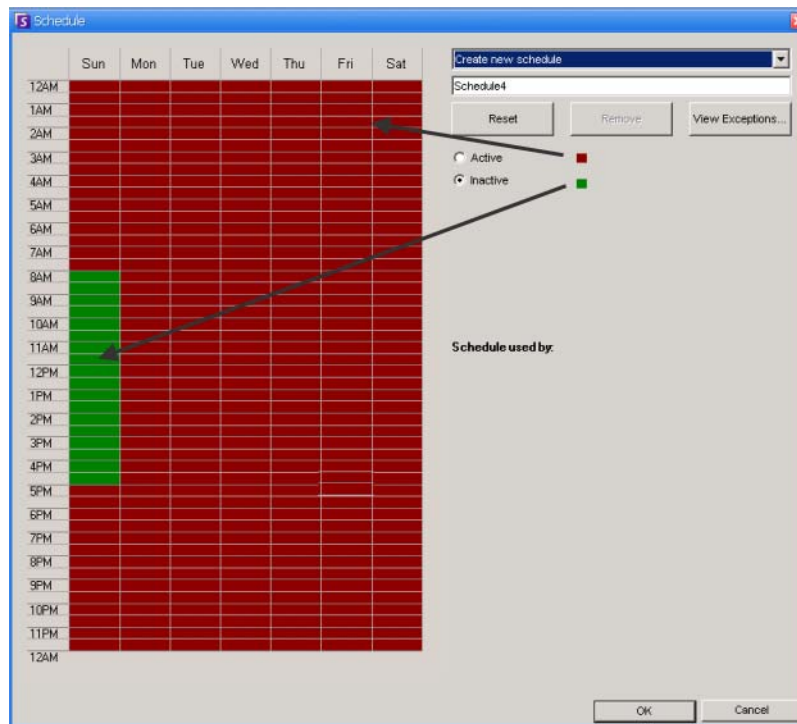 Schedule
Sun Mon Tue Wed Thu Fri Sat
12AM
1AM
2AM
3AM
4AM
5AM
6AM
7AM
8AM
9AM
10AM
11AM
12PM
1PM
2PM
3PM
4PM
5PM
6PM
7PM
8PM
9PM
10PM
11PM
12AM
Create new schedule
Schedule4
Reset Remove View Exceptions...
Active
Inactive
Schedule used by:
OK Cancel